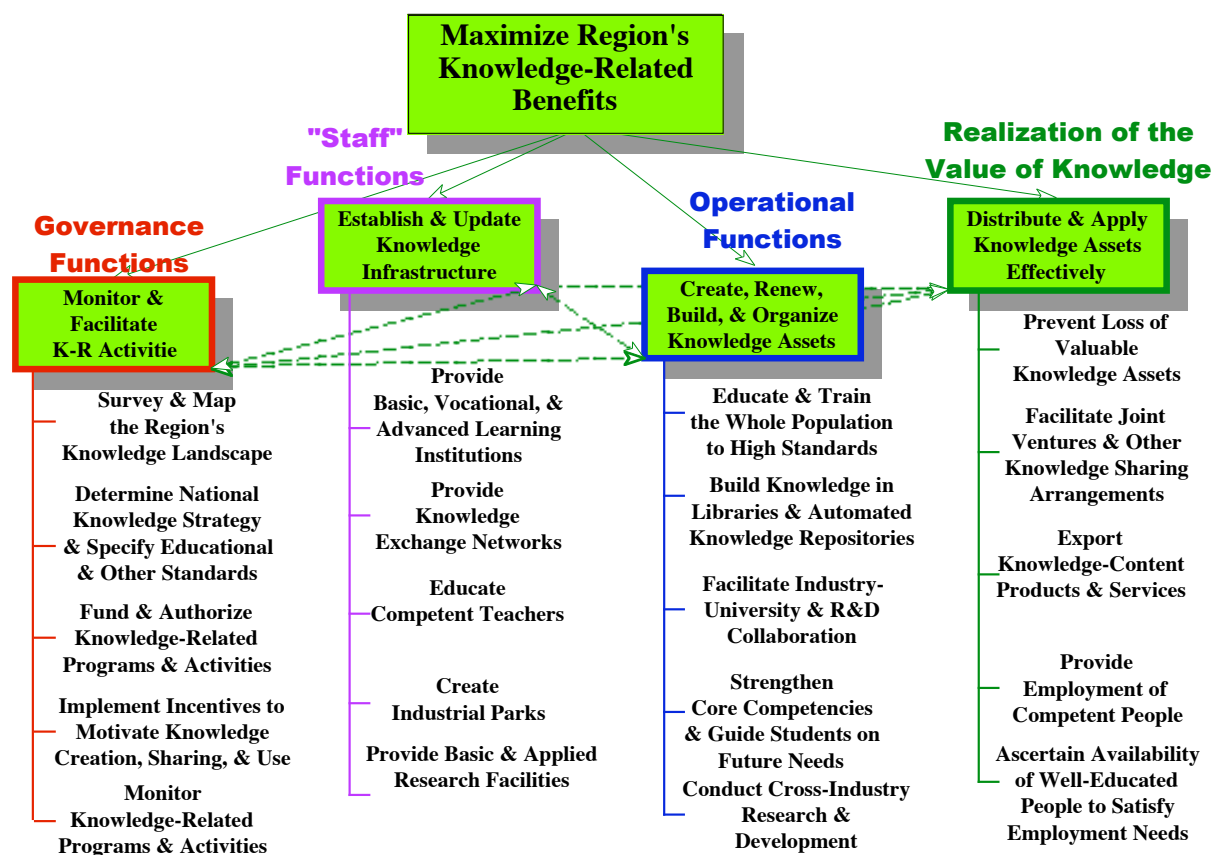 Maximize Region's
Knowledge-Related
Benefits
"Staff"
Functions
Realization of the
Value of Knowledge
Governance
Functions
Operational
Functions
Establish & Update
Knowledge
Infrastructure
Distribute & Apply
Knowledge Assets
Effectively
Monitor &
Facilitate
K-R Activitie
Create, Renew,
Build, & Organize
Knowledge Assets
Survey & Map
the Region's
Knowledge Landscape
Determine National
Knowledge Strategy
& Specify Educational
& Other Standards
Fund & Authorize
Knowledge-Related
Programs & Activities
Implement Incentives to
Motivate Knowledge
Creation, Sharing, & Use
Monitor
Knowledge-Related
Programs & Activities
Provide
Basic, Vocational, &
Advanced Learning
Institutions
Provide
Knowledge
Exchange Networks
Educate
Competent Teachers
Create
Industrial Parks
Provide Basic & Applied
Research Facilities
Educate & Train
the Whole Population
to High Standards
Build Knowledge in
Libraries & Automated
Knowledge Repositories
Facilitate Industry-
University & R&D
Collaboration
Strengthen
Core Competencies
& Guide Students on
Future Needs
Conduct Cross-Industry
Research &
Development
Prevent Loss of
Valuable
Knowledge Assets
Facilitate Joint
Ventures & Other
Knowledge Sharing
Arrangements
Export
Knowledge-Content
Products & Services
Provide
Employment of
Competent People
Ascertain Availability
of Well-Educated
People to Satisfy
Employment Needs